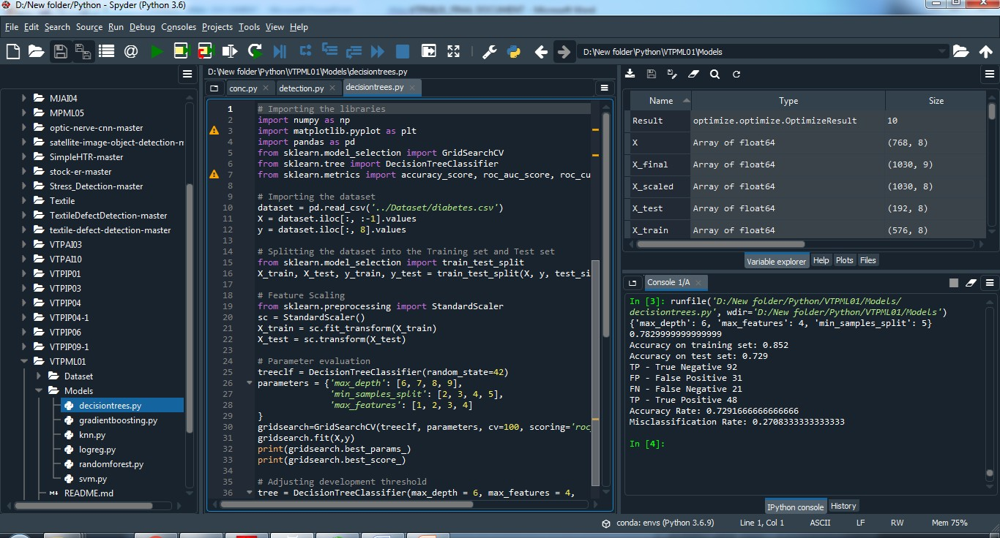 D:/New folder/Python - Spyder (Python 3.6)
File Edit Search Source Run Debug Consoles Projects Tools View Help
D:\New folder\Python\VTPML01\Models
MJAI04
MPML05
optic-nerve-cnn-master
satellite-image-object-detection-m
SimpleHTR-master
stock-er-master
Stress_Detection-master
Textile
TextileDefectDetection-master
textile-defect-detection-master
VTPAI03
VTPAI10
VTPIP01
VTPIP03
VTPIP04
VTPIP04-1
VTPIP06
VTPIP09-1
VTPML01
Dataset
Models
decisiontrees.py
gradientboosting.py
knn.py
logreg.py
randomforest.py
svm.py
README.md
D:\New folder\Python\VTPML01\Models\decisiontrees.py
conc.py detection.py decisiontrees.py
1 # Importing the libraries
2 import numpy as np
3 import matplotlib.pyplot as plt
4 import pandas as pd
5 from sklearn.model_selection import GridSearchCV
6 from sklearn.tree import DecisionTreeClassifier
7 from sklearn.metrics import accuracy_score, roc_auc_score, roc_cu
8
9 # Importing the dataset
10 dataset = pd.read_csv('../Dataset/diabetes.csv')
11 X = dataset.iloc[:, :-1].values
12 y = dataset.iloc[:, 8].values
13
14 # Splitting the dataset into the Training set and Test set
15 from sklearn.model_selection import train_test_split
16 X_train, X_test, y_train, y_test = train_test_split(X, y, test_si
17
18 # Feature Scaling
19 from sklearn.preprocessing import StandardScaler
20 sc = StandardScaler()
21 X_train = sc.fit_transform(X_train)
22 X_test = sc.transform(X_test)
23
24 # Parameter evaluation
25 treeclf = DecisionTreeClassifier(random_state=42)
26 parameters = {'max_depth': [6, 7, 8, 9],
27 'min_samples_split': [2, 3, 4, 5],
28 'max_features': [1, 2, 3, 4]
29 }
30 gridsearch=GridSearchCV(treeclf, parameters, cv=100, scoring='roc
31 gridsearch.fit(X,y)
32 print(gridsearch.best_params_)
33 print(gridsearch.best_score_)
34
35 # Adjusting development threshold
36 tree = DecisionTreeClassifier(max_depth = 6, max_features = 4,
Name Type Size
Result optimize.optimize.OptimizeResult 10
X Array of float64 (768, 8)
X_final Array of float64 (1030, 9)
X_scaled Array of float64 (1030, 8)
X_test Array of float64 (192, 8)
X_train Array of float64 (576, 8)
Variable explorer Help Plots Files
Console 1/A
In [3]: runfile('D:/New folder/Python/VTPML01/Models/
decisiontrees.py', wdir='D:/New folder/Python/VTPML01/Models')
{'max_depth': 6, 'max_features': 4, 'min_samples_split': 5}
0.7829999999999999
Accuracy on training set: 0.852
Accuracy on test set: 0.729
TP - True Negative 92
FP - False Positive 31
FN - False Negative 21
TP - True Positive 48
Accuracy Rate: 0.7291666666666666
Misclassification Rate: 0.2708333333333333
In [4]:
IPython console History
conda: envs (Python 3.6.9) Line 1, Col 1 ASCII LF RW Mem 75%